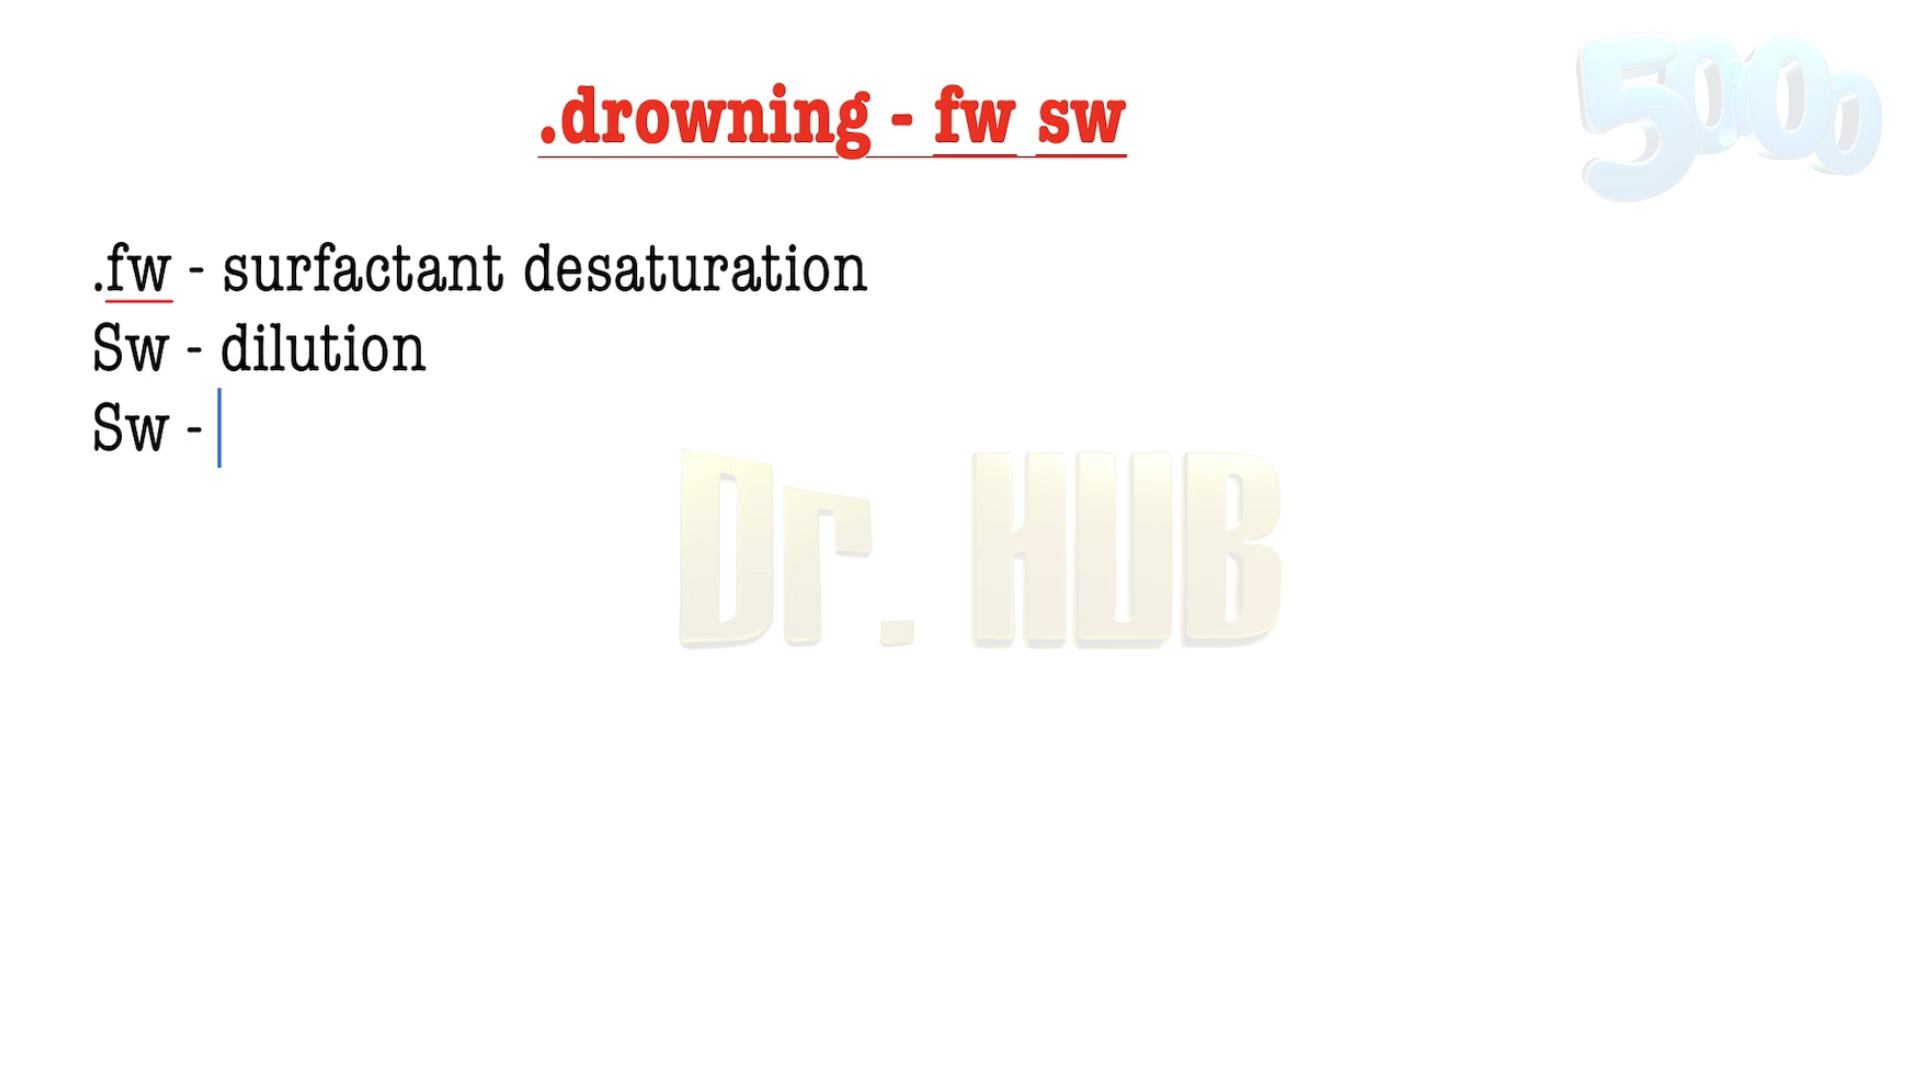 5000
.drowning - fw sw
.fw - surfactant desaturation
Sw - dilution
Sw -
Dr. HUB